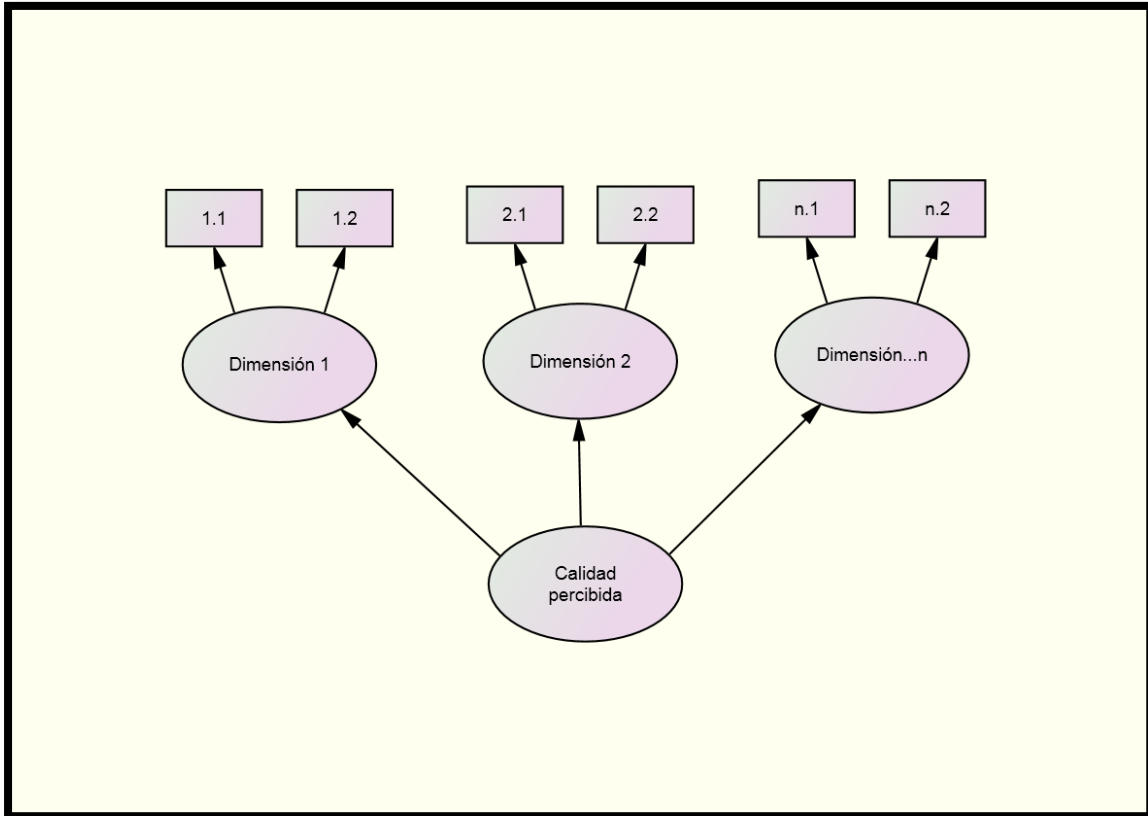 1.1
1.2
2.1
2.2
n.1
n.2
Dimensión 1
Dimensión 2
Dimensión...n
Calidad
percibida